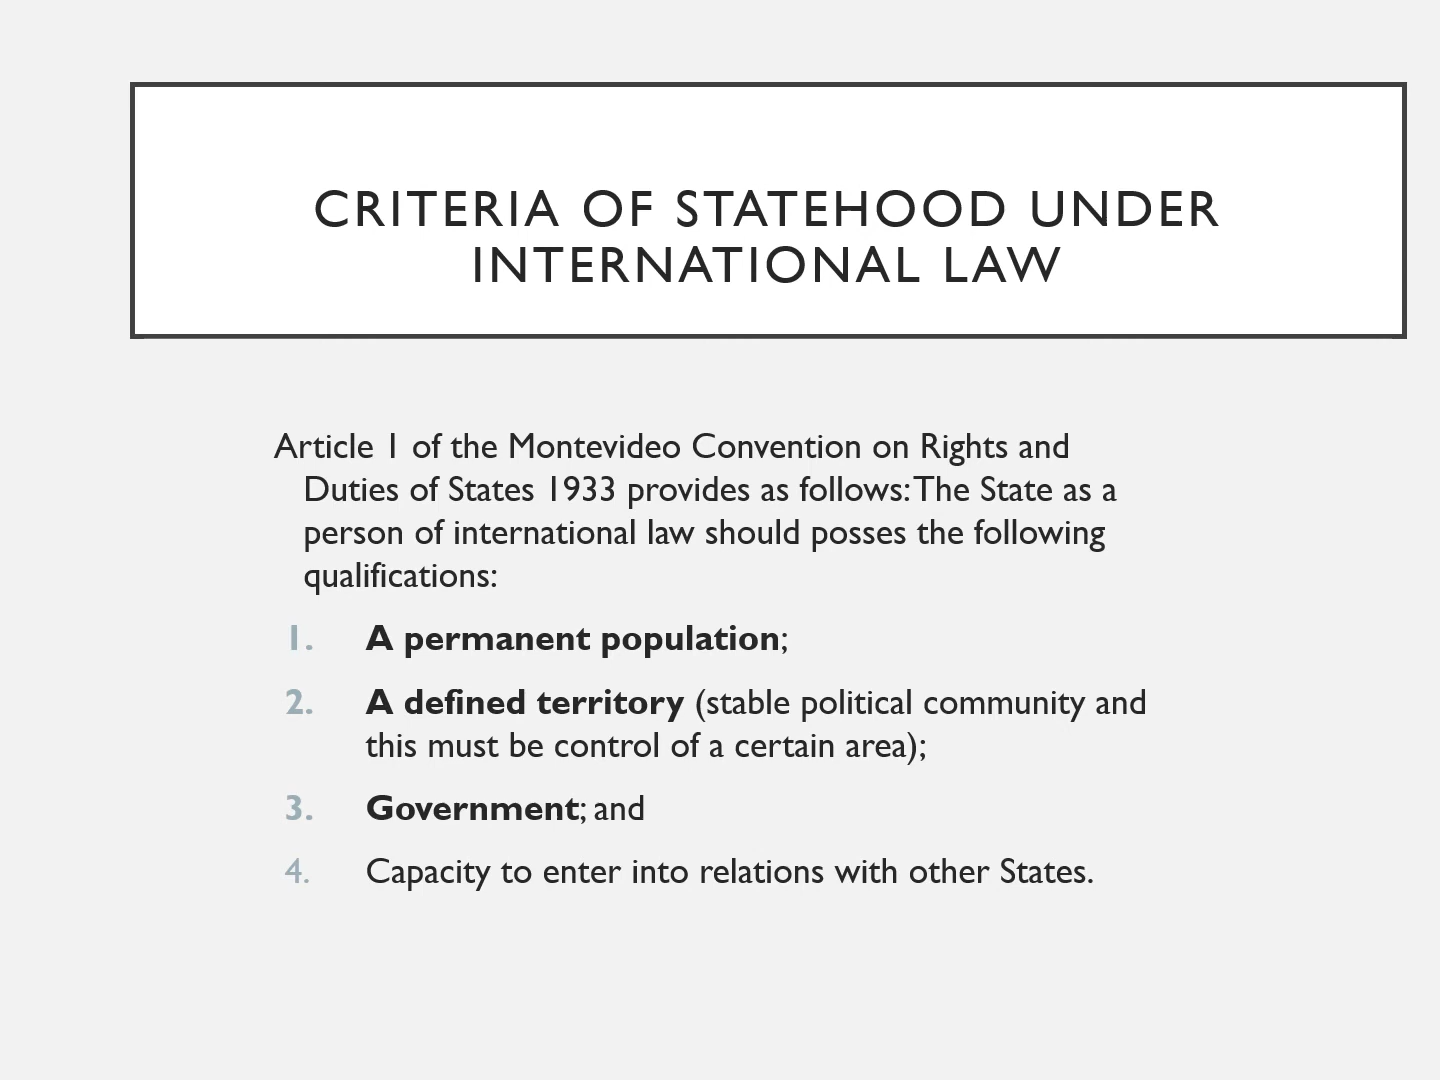 CRITERIA OF STATEHOOD UNDER
INTERNATIONAL LAW
Article 1 of the Montevideo Convention on Rights and
Duties of States 1933 provides as follows: The State as a
person of international law should posses the following
qualifications:
1. A permanent population;
2. A defined territory (stable political community and
this must be control of a certain area);
3. Government; and
4. Capacity to enter into relations with other States.